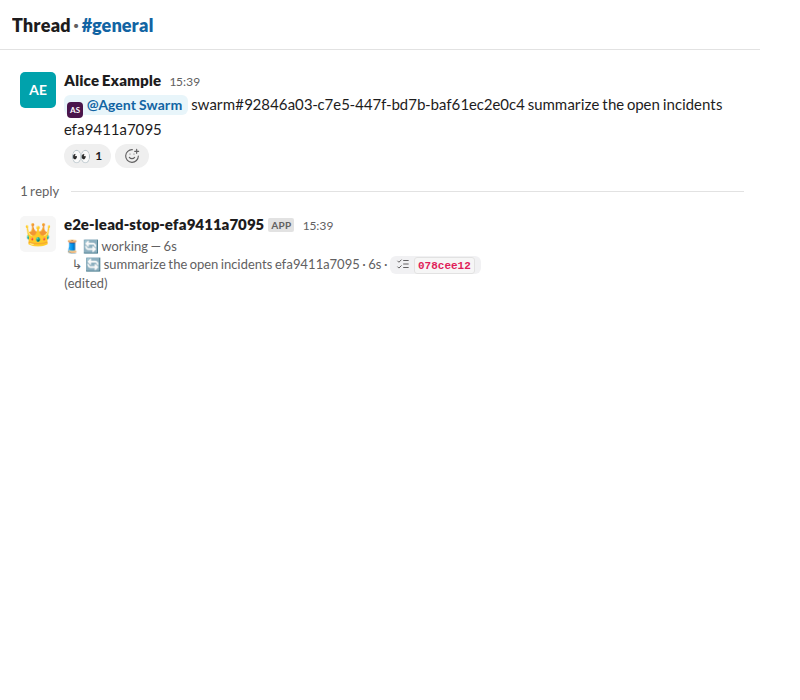 Thread • #general
AE
Alice Example 15:39
AS @Agent Swarm swarm#92846a03-c7e5-447f-bd7b-baf61ec2e0c4 summarize the open incidents
efa9411a7095
👀 1
1 reply
e2e-lead-stop-efa9411a7095 APP 15:39
🧵 🔄 working — 6s
↳ 🔄 summarize the open incidents efa9411a7095 · 6s · 078cee12
(edited)